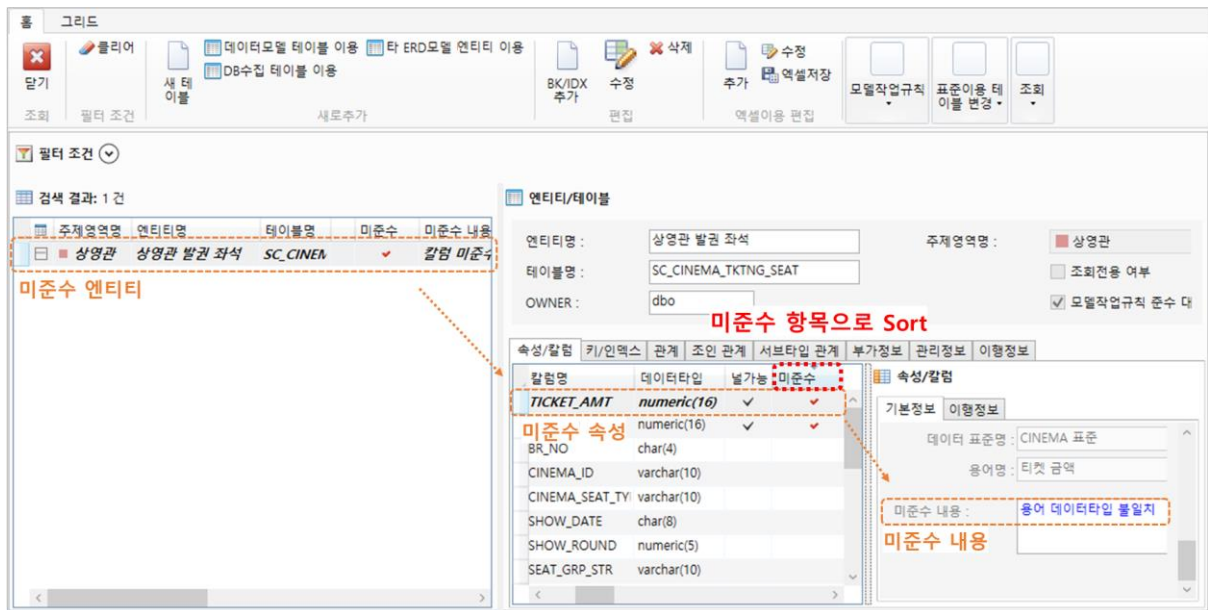 홈 그리드
닫기
클리어
새 테이블
데이터모델 테이블 이용 타 ERD모델 엔티티 이용
DB수집 테이블 이용
BK/IDX 추가
수정
삭제
추가
수정
엑셀저장
모델작업규칙
표준이용 테이블 변경
조회
조회 필터 조건 새로추가 편집 엑셀이용 편집
필터 조건
검색 결과: 1 건
주제영역명 엔티티명 테이블명 미준수 미준수 내용
상영관 상영관 발권 좌석 SC_CINEM 칼럼 미준수
미준수 엔티티
엔티티/테이블
엔티티명 : 상영관 발권 좌석 주제영역명 : 상영관
테이블명 : SC_CINEMA_TKTNG_SEAT 조회전용 여부
OWNER : dbo 모델작업규칙 준수 대
미준수 항목으로 Sort
속성/칼럼 키/인덱스 관계 조인 관계 서브타입 관계 부가정보 관리정보 이행정보
칼럼명 데이터타입 널가능 미준수
TICKET_AMT numeric(16)
미준수 속성 numeric(16)
BR_NO char(4)
CINEMA_ID varchar(10)
CINEMA_SEAT_TYI varchar(10)
SHOW_DATE char(8)
SHOW_ROUND numeric(5)
SEAT_GRP_STR varchar(10)
속성/칼럼
기본정보 이행정보
데이터 표준명 : CINEMA 표준
용어명 : 티켓 금액
미준수 내용 : 용어 데이터타입 불일치
미준수 내용